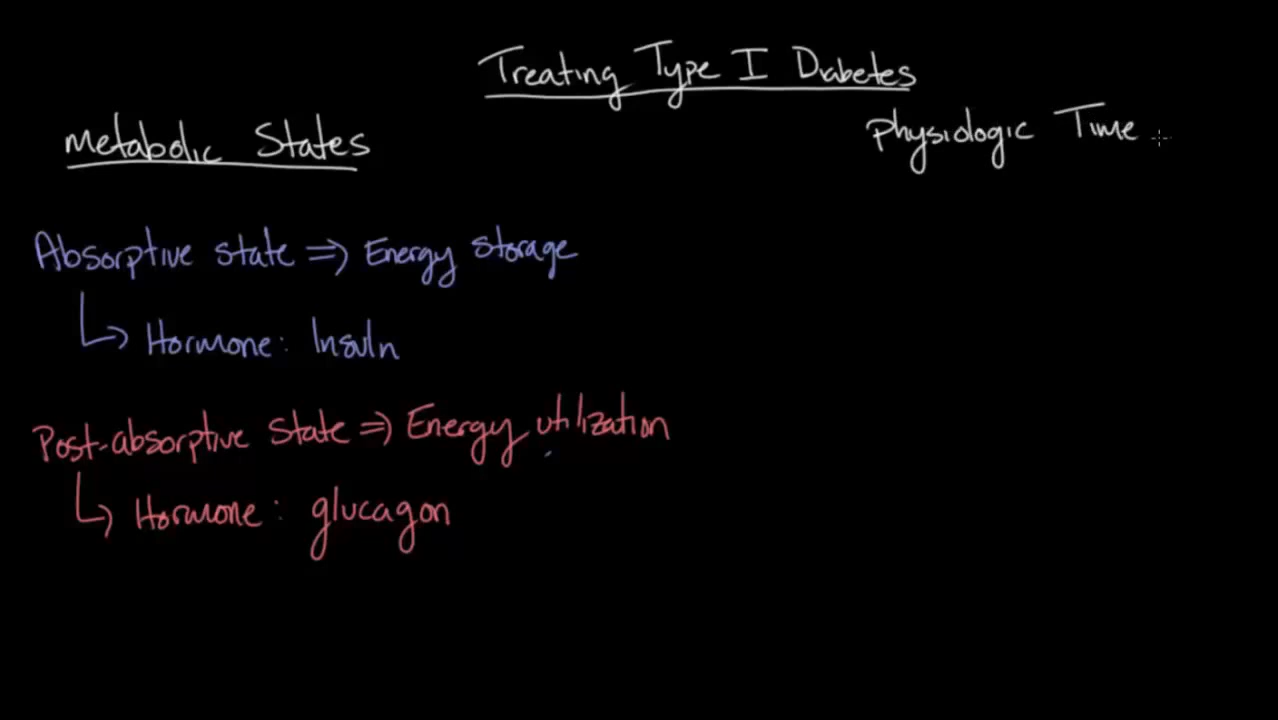 Treating Type I Diabetes
Physiologic Time
Metabolic States
Absorptive state ⇒ Energy storage
↳ Hormone: Insulin
Post-absorptive state ⇒ Energy utilization
↳ Hormone: glucagon